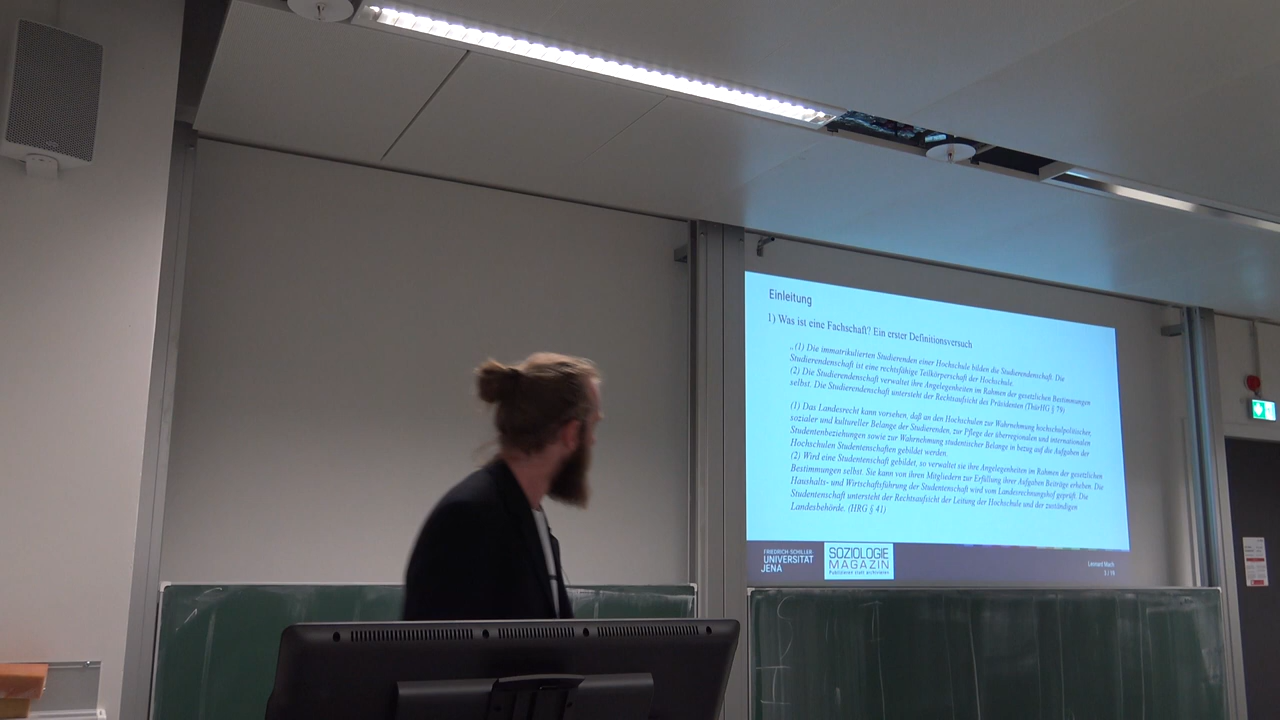 Einleitung
1) Was ist eine Fachschaft? Ein erster Definitionsversuch
„(1) Die immatrikulierten Studierenden einer Hochschule bilden die Studierendenschaft. Die
Studierendenschaft ist eine rechtsfähige Teilkörperschaft der Hochschule.
(2) Die Studierendenschaft verwaltet ihre Angelegenheiten im Rahmen der gesetzlichen Bestimmungen
selbst. Die Studierendenschaft untersteht der Rechtsaufsicht des Präsidenten (ThürHG § 79)
(1) Das Landesrecht kann vorsehen, daß an den Hochschulen zur Wahrnehmung hochschulpolitischer,
sozialer und kultureller Belange der Studierenden, zur Pflege der überregionalen und internationalen
Studentenbeziehungen sowie zur Wahrnehmung studentischer Belange in bezug auf die Aufgaben der
Hochschulen Studentenschaften gebildet werden.
(2) Wird eine Studentenschaft gebildet, so verwaltet sie ihre Angelegenheiten im Rahmen der gesetzlichen
Bestimmungen selbst. Sie kann von ihren Mitgliedern zur Erfüllung ihrer Aufgaben Beiträge erheben. Die
Haushalts- und Wirtschaftsführung der Studentenschaft wird vom Landesrechnungshof geprüft. Die
Studentenschaft untersteht der Rechtsaufsicht der Leitung der Hochschule und der zuständigen
Landesbehörde. (HRG § 41)
FRIEDRICH-SCHILLER-
UNIVERSITÄT
JENA
SOZIOLOGIE
MAGAZIN
Publizieren statt archivieren
Leonard